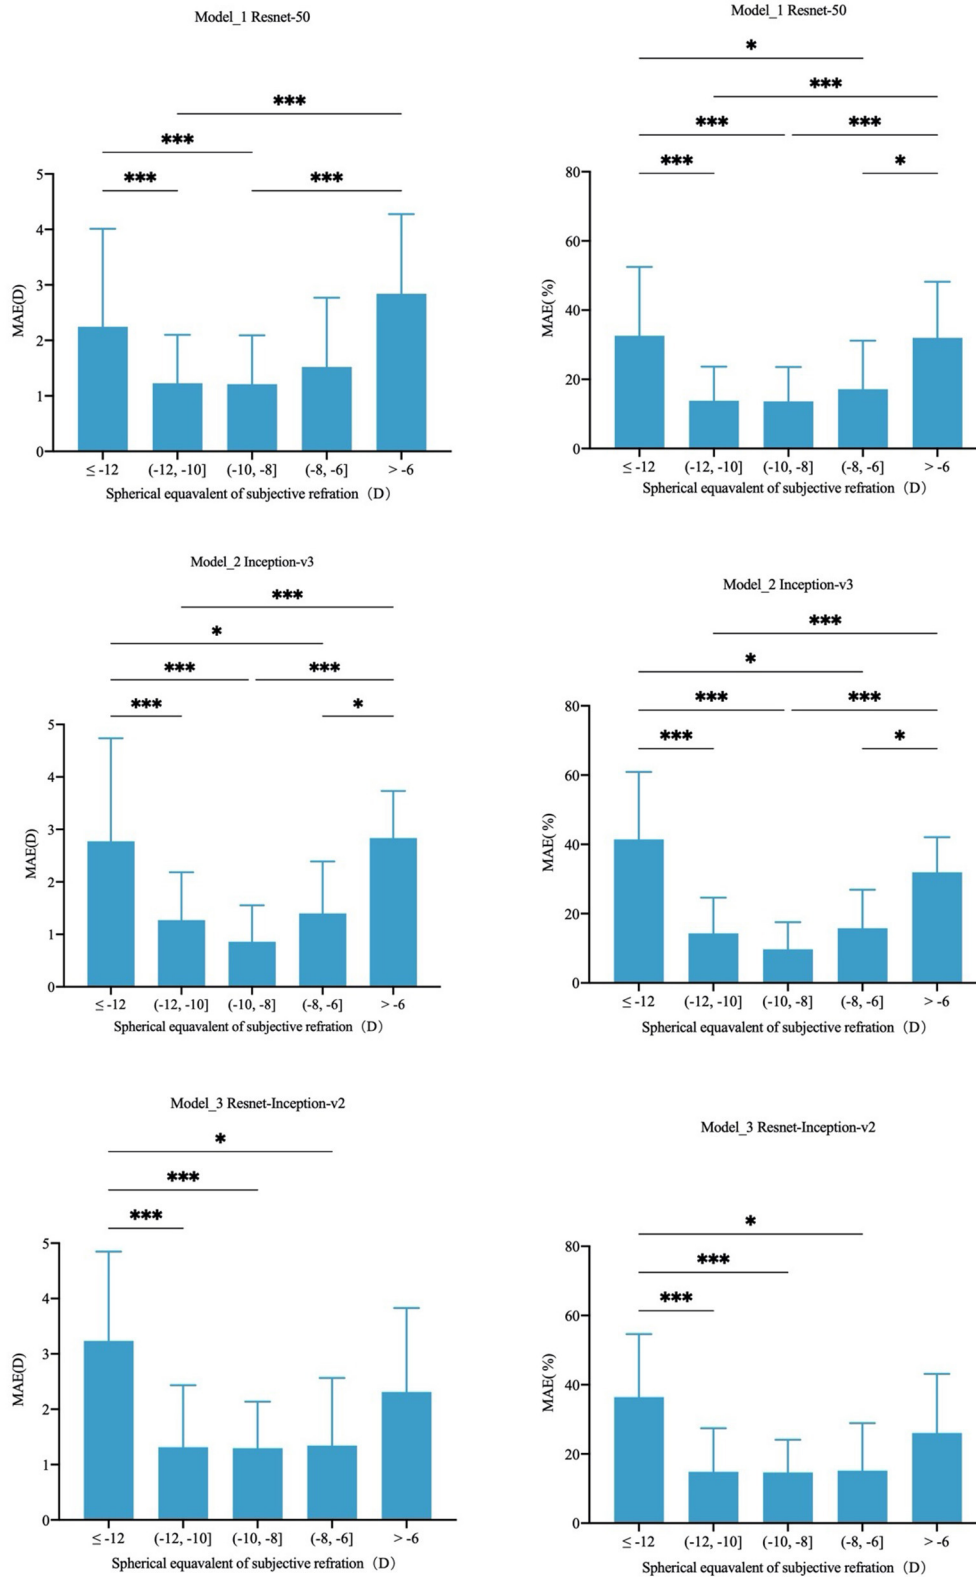 Model_1 Resnet-50
***
***
***
***
5
4
3
2
1
0
MAE(D)
≤ -12 (-12, -10] (-10, -8] (-8, -6] > -6
Spherical equavalent of subjective refration（D）
Model_1 Resnet-50
*
***
*** ***
*** *
80
60
40
20
0
MAE( %)
≤ -12 (-12, -10] (-10, -8] (-8, -6] > -6
Spherical equavalent of subjective refration（D）
Model_2 Inception-v3
***
*
*** ***
*** *
5
4
3
2
1
0
MAE(D)
≤ -12 (-12, -10] (-10, -8] (-8, -6] > -6
Spherical equavalent of subjective refration（D）
Model_2 Inception-v3
***
*
*** ***
*** *
80
60
40
20
0
MAE( %)
≤ -12 (-12, -10] (-10, -8] (-8, -6] > -6
Spherical equavalent of subjective refration（D）
Model_3 Resnet-Inception-v2
*
***
***
5
4
3
2
1
0
MAE(D)
≤ -12 (-12, -10] (-10, -8] (-8, -6] > -6
Spherical equavalent of subjective refration（D）
Model_3 Resnet-Inception-v2
*
***
***
80
60
40
20
0
MAE( %)
≤ -12 (-12, -10] (-10, -8] (-8, -6] > -6
Spherical equavalent of subjective refration（D）